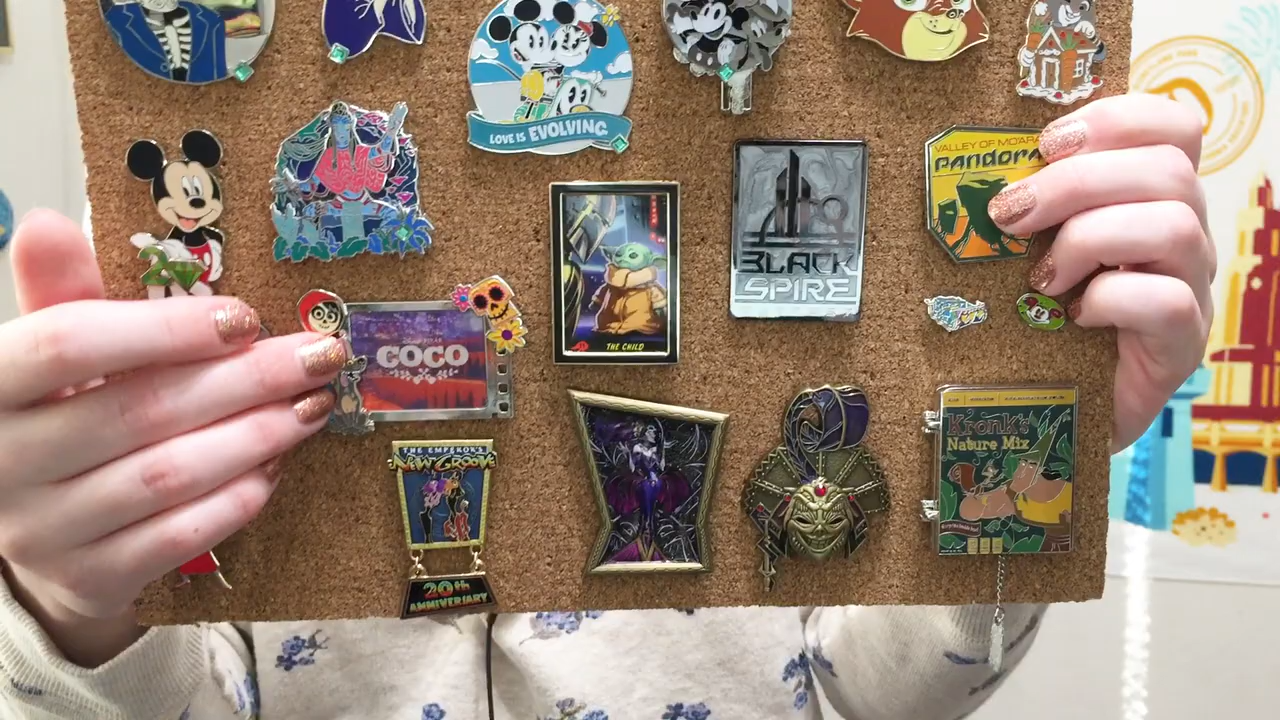 LOVE IS EVOLVING
VALLEY OF MO'ARA
PANDORA
20
BLACK
SPIRE
COCO
THE CHILD
Kronk's
Nature Mix
THE EMPEROR'S
NEW GROOVE
20th
ANNIVERSARY